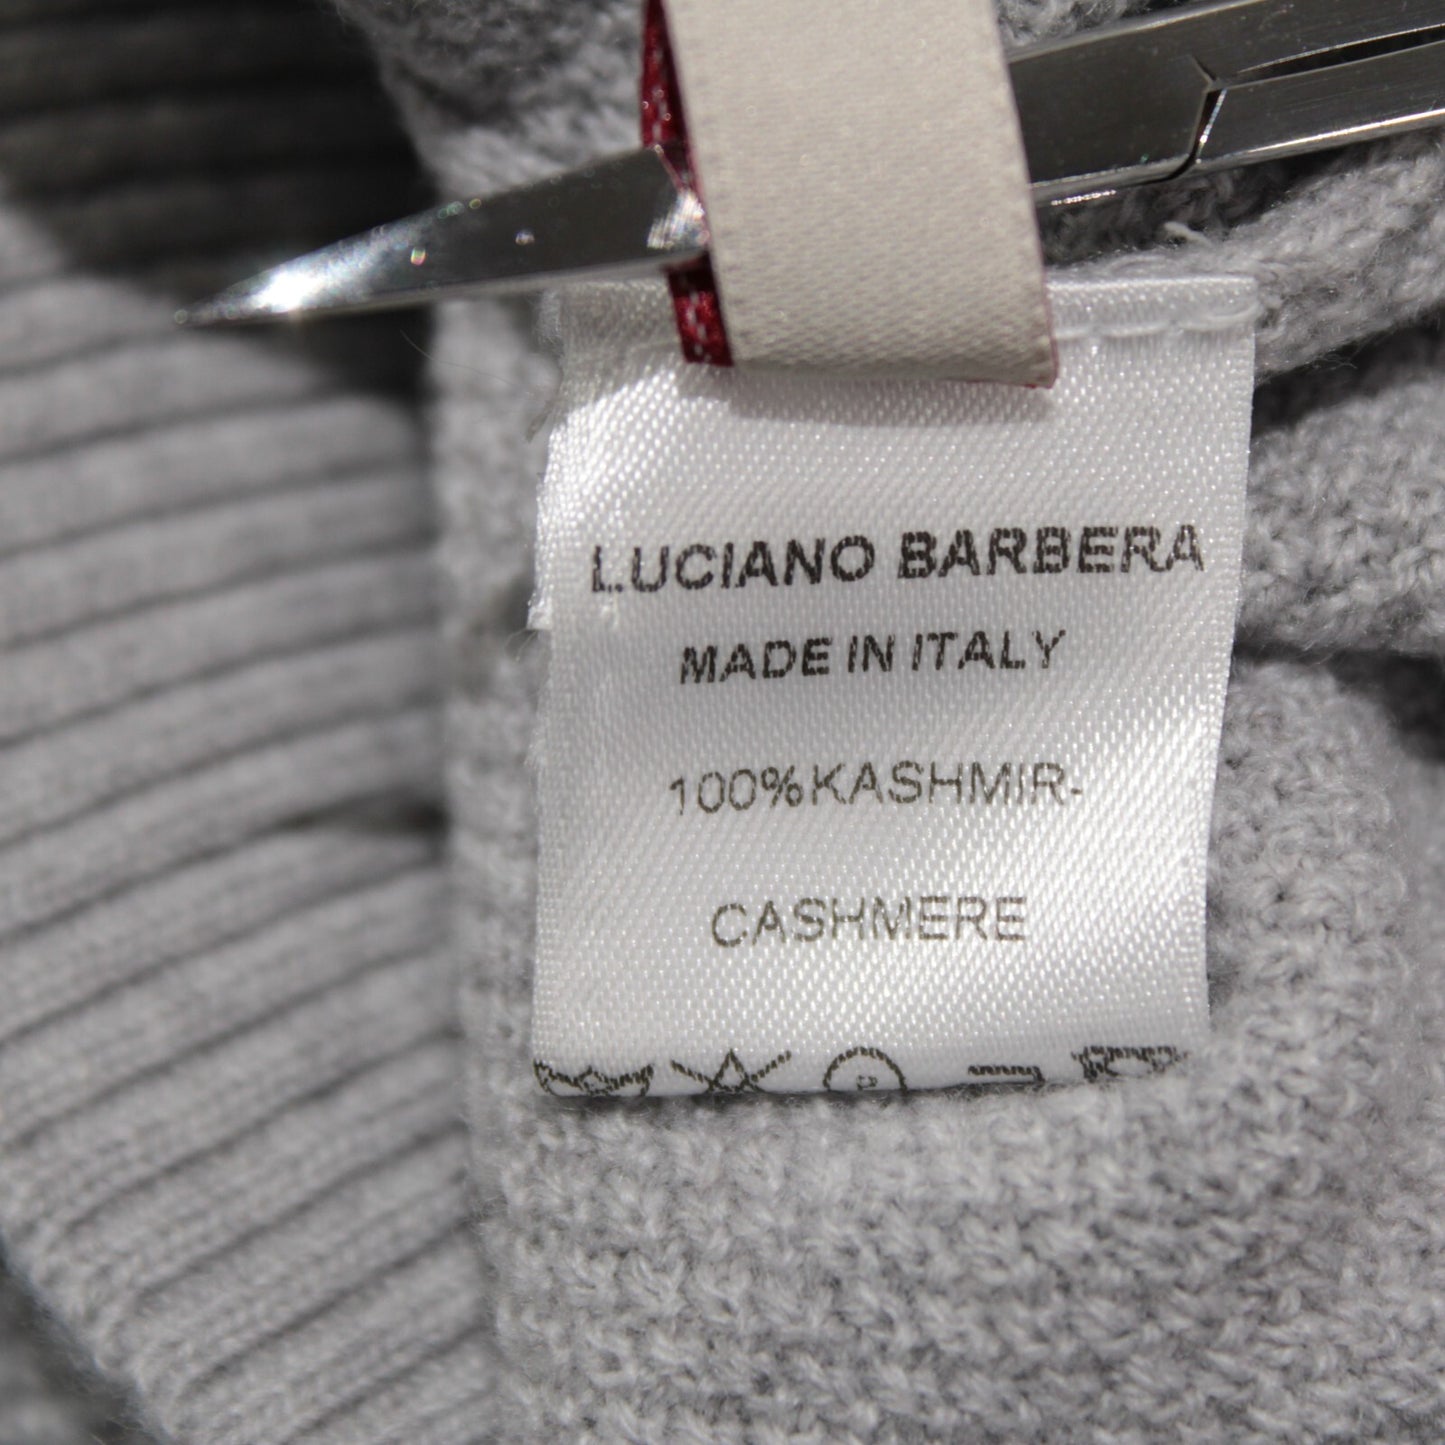 LUCIANO BARBERA
MADE IN ITALY
100%KASHMIR-
CASHMERE